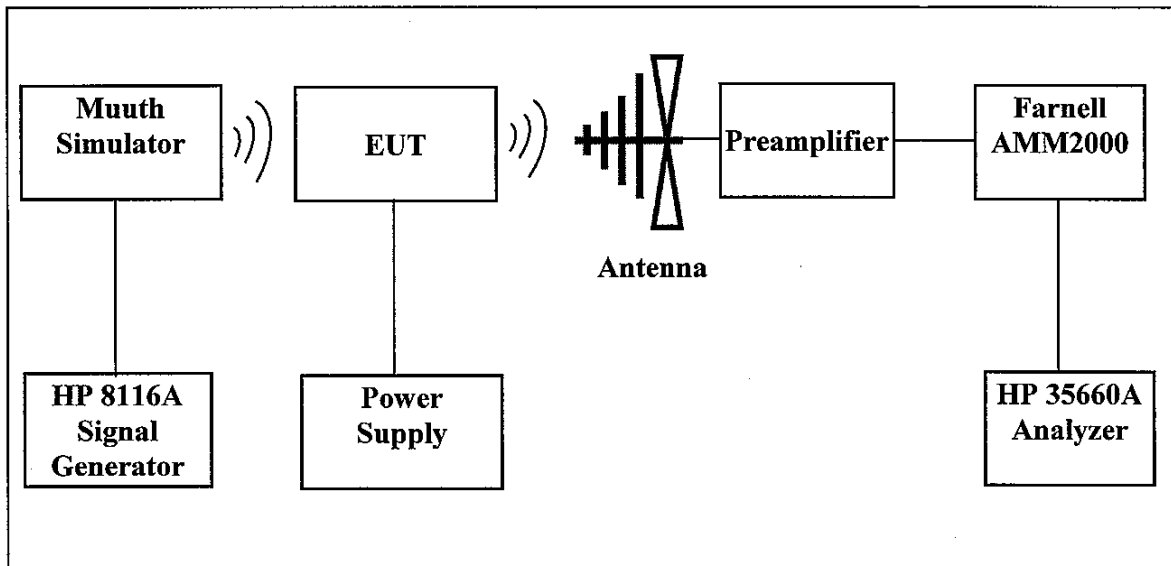 Muuth
Simulator
EUT
Preamplifier
Farnell
AMM2000
Antenna
HP 8116A
Signal
Generator
Power
Supply
HP 35660A
Analyzer